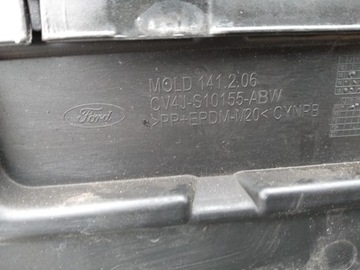 Ford
MOLD 141.2.06
CV4J-S10155-ABW
>PP+EPDM-M20< CYNPB